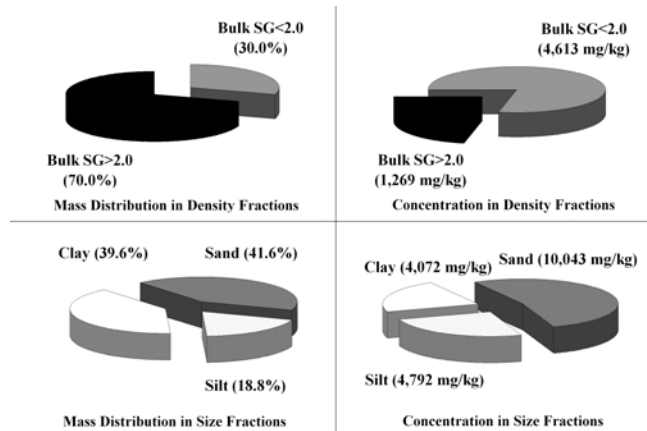 Bulk SG<2.0
(30.0%)
Bulk SG>2.0
(70.0%)
Mass Distribution in Density Fractions
Bulk SG<2.0
(4,613 mg/kg)
Bulk SG>2.0
(1,269 mg/kg)
Concentration in Density Fractions
Clay (39.6%)
Sand (41.6%)
Silt (18.8%)
Mass Distribution in Size Fractions
Clay (4,072 mg/kg)
Sand (10,043 mg/kg)
Silt (4,792 mg/kg)
Concentration in Size Fractions